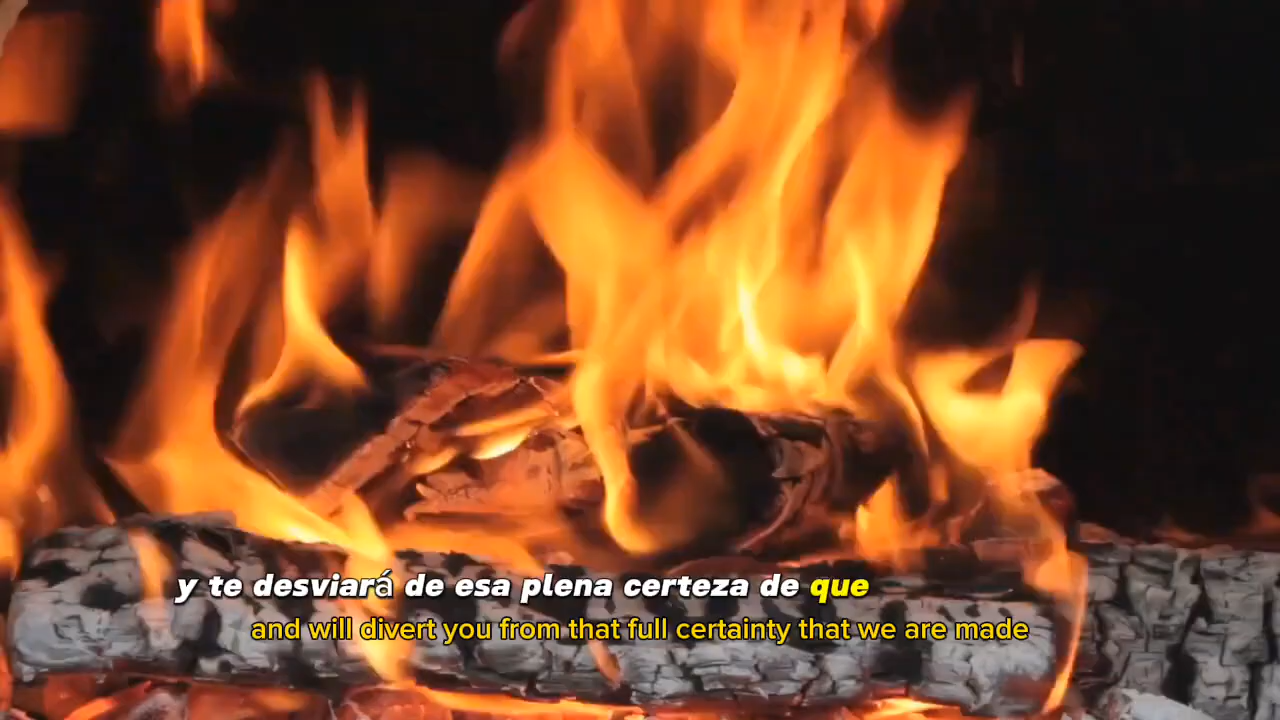 y te desviará de esa plena certeza de que
and will divert you from that full certainty that we are made